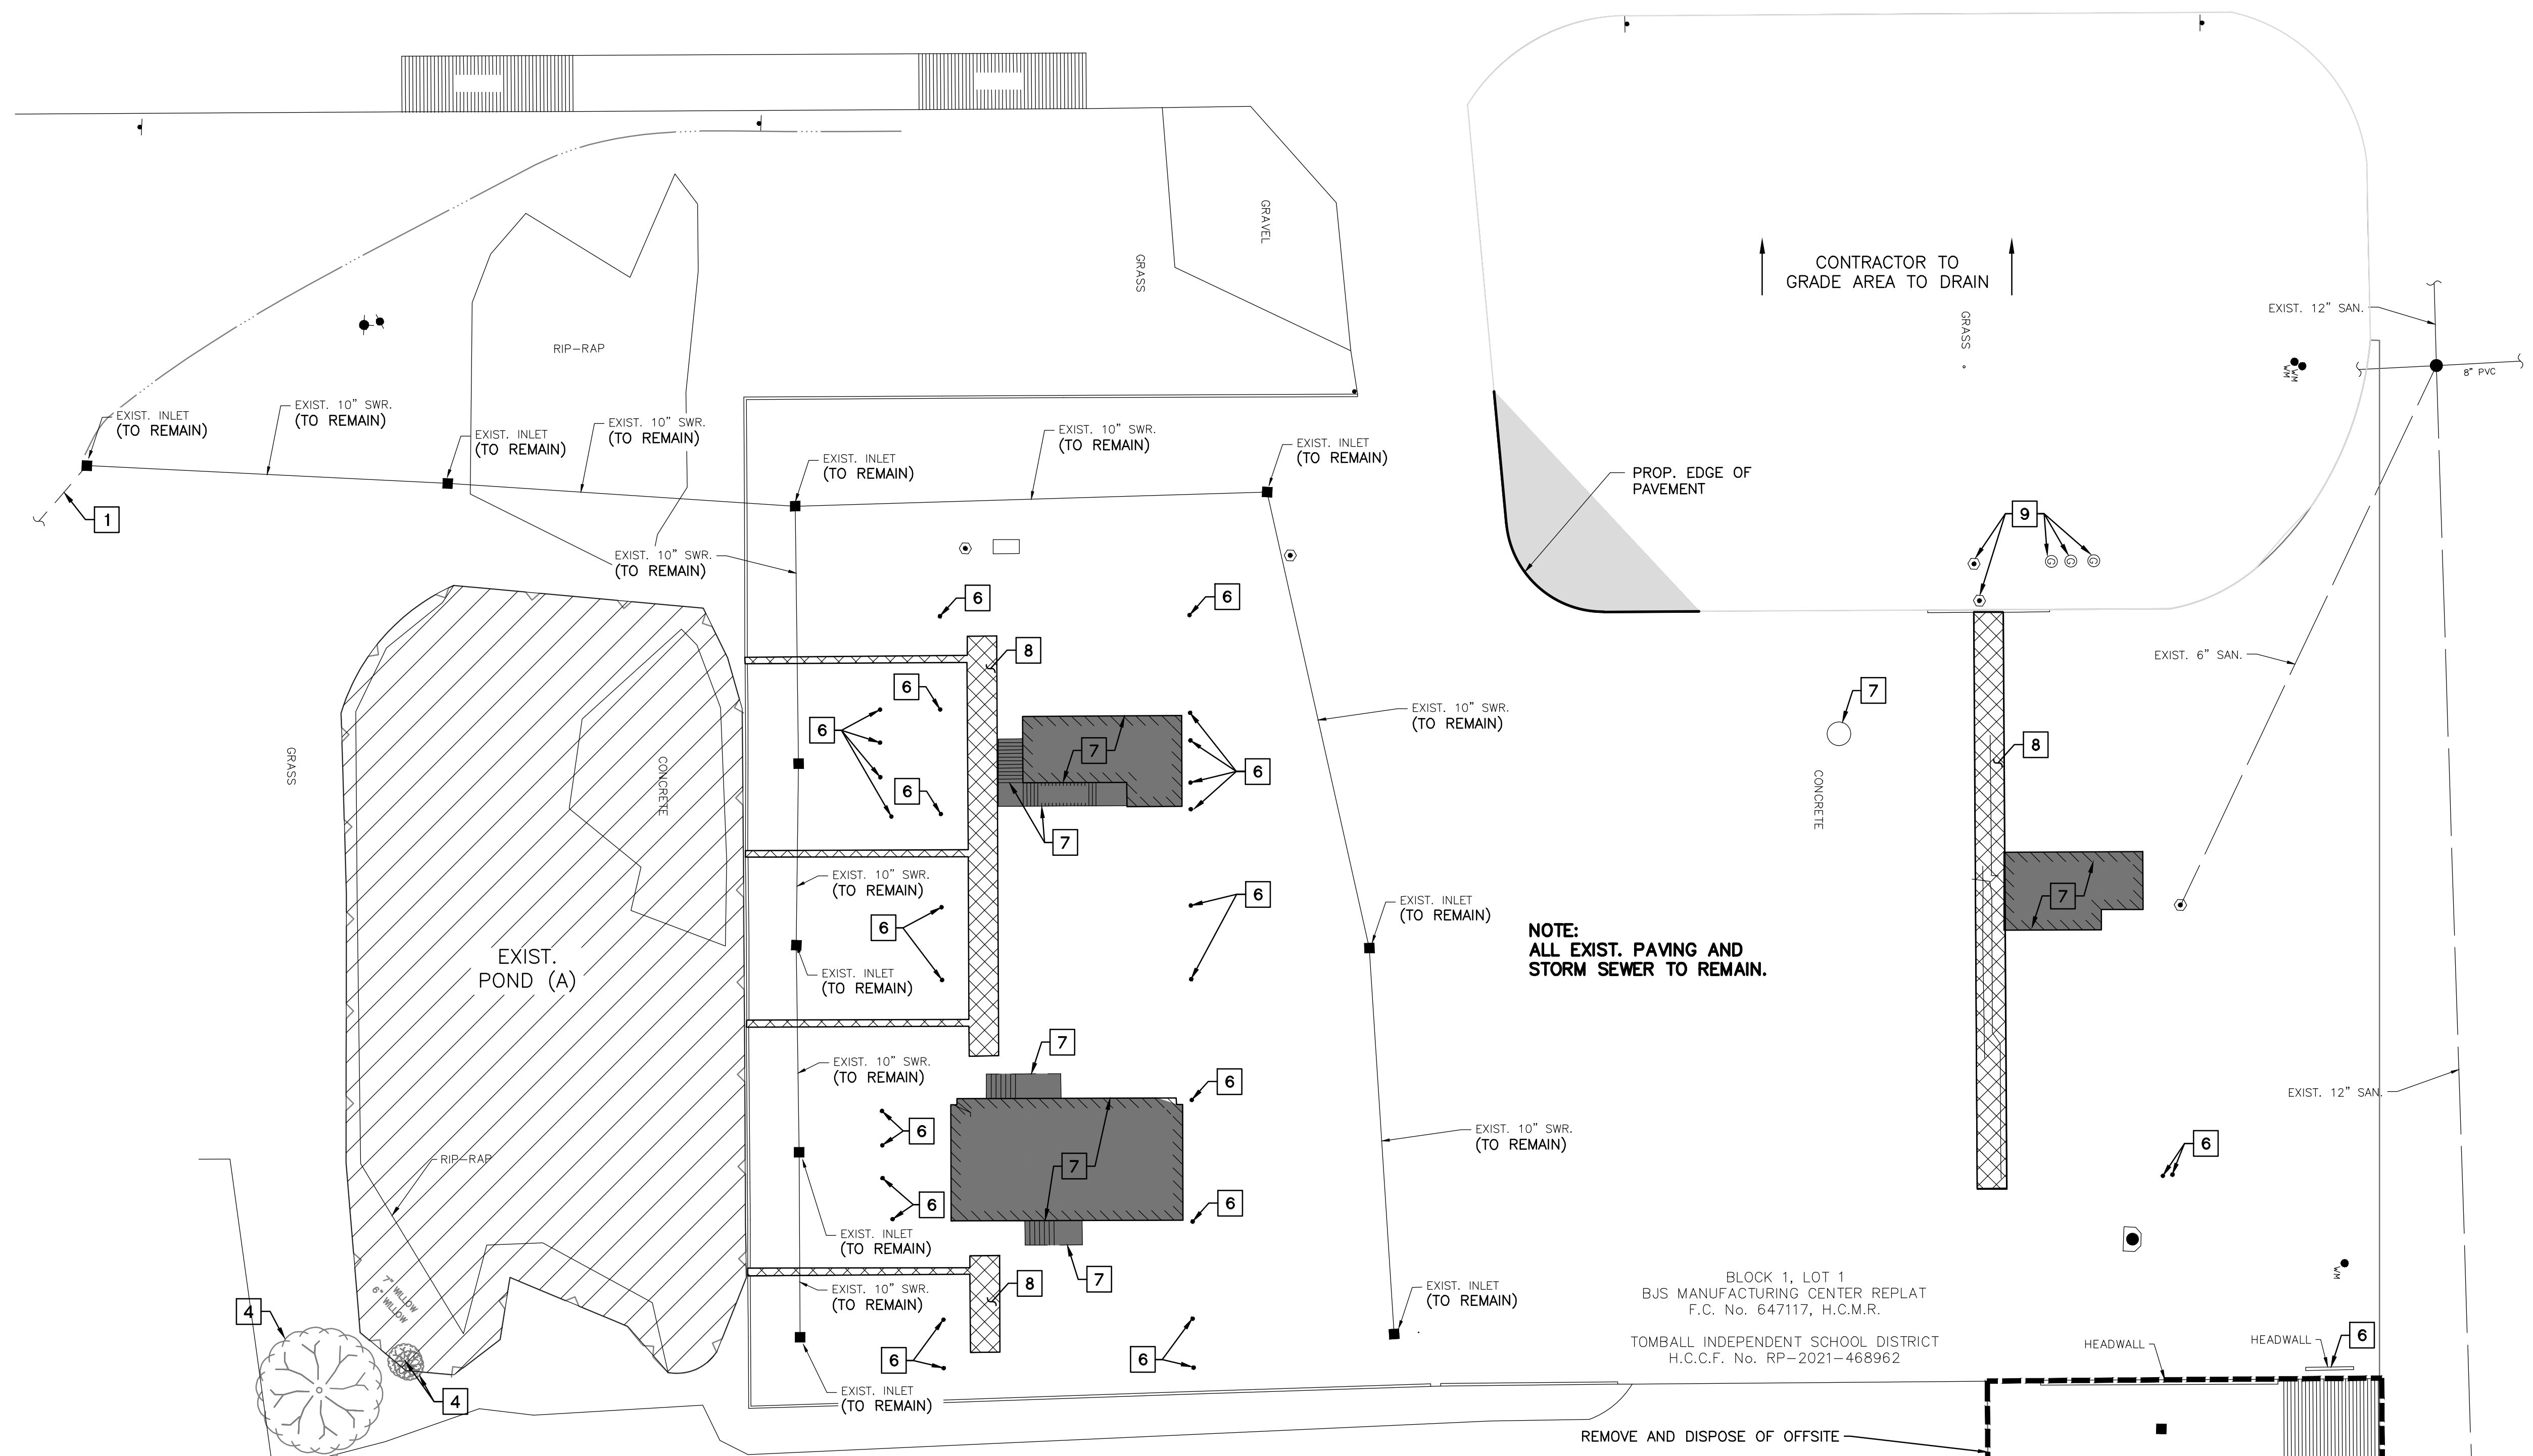 CONTRACTOR TO
GRADE AREA TO DRAIN
GRAVEL
GRASS
GRASS
EXIST. 12" SAN.
8" PVC
WM
WM
RIP-RAP
EXIST. INLET
(TO REMAIN)
EXIST. 10" SWR.
(TO REMAIN)
EXIST. INLET
(TO REMAIN)
EXIST. 10" SWR.
(TO REMAIN)
EXIST. INLET
(TO REMAIN)
EXIST. 10" SWR.
(TO REMAIN)
EXIST. INLET
(TO REMAIN)
PROP. EDGE OF
PAVEMENT
1
9
G
G
G
EXIST. 10" SWR.
(TO REMAIN)
6
6
8
EXIST. 6" SAN.
6
6
7
7
EXIST. 10" SWR.
(TO REMAIN)
7
8
GRASS
CONCRETE
6
6
7
CONCRETE
EXIST. 10" SWR.
(TO REMAIN)
6
6
7
EXIST. INLET
(TO REMAIN)
NOTE:
ALL EXIST. PAVING AND
STORM SEWER TO REMAIN.
EXIST.
POND (A)
EXIST. INLET
(TO REMAIN)
7
EXIST. 10" SWR.
(TO REMAIN)
6
EXIST. 12" SAN.
6
EXIST. 10" SWR.
(TO REMAIN)
6
RIP-RAP
7
6
6
EXIST. INLET
(TO REMAIN)
7
8
EXIST. 10" SWR.
(TO REMAIN)
EXIST. INLET
(TO REMAIN)
WM
7" WILLOW
6" WILLOW
4
BLOCK 1, LOT 1
BJS MANUFACTURING CENTER REPLAT
F.C. No. 647117, H.C.M.R.
TOMBALL INDEPENDENT SCHOOL DISTRICT
H.C.C.F. No. RP-2021-468962
HEADWALL
HEADWALL
6
6
6
4
EXIST. INLET
(TO REMAIN)
REMOVE AND DISPOSE OF OFFSITE